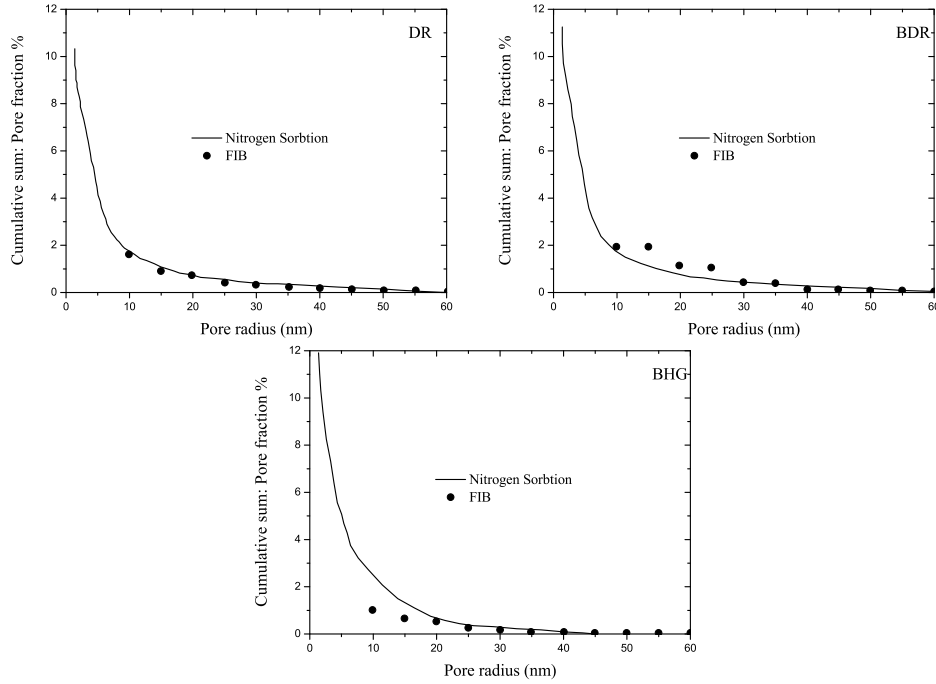 DR
Cumulative sum: Pore fraction %
12
10
8
6
4
2
0
Nitrogen Sorbtion
FIB
0 10 20 30 40 50 60
Pore radius (nm)
BDR
Cumulative sum: Pore fraction %
12
10
8
6
4
2
0
Nitrogen Sorbtion
FIB
0 10 20 30 40 50 60
Pore radius (nm)
BHG
Cumulative sum: Pore fraction %
12
10
8
6
4
2
0
Nitrogen Sorbtion
FIB
0 10 20 30 40 50 60
Pore radius (nm)